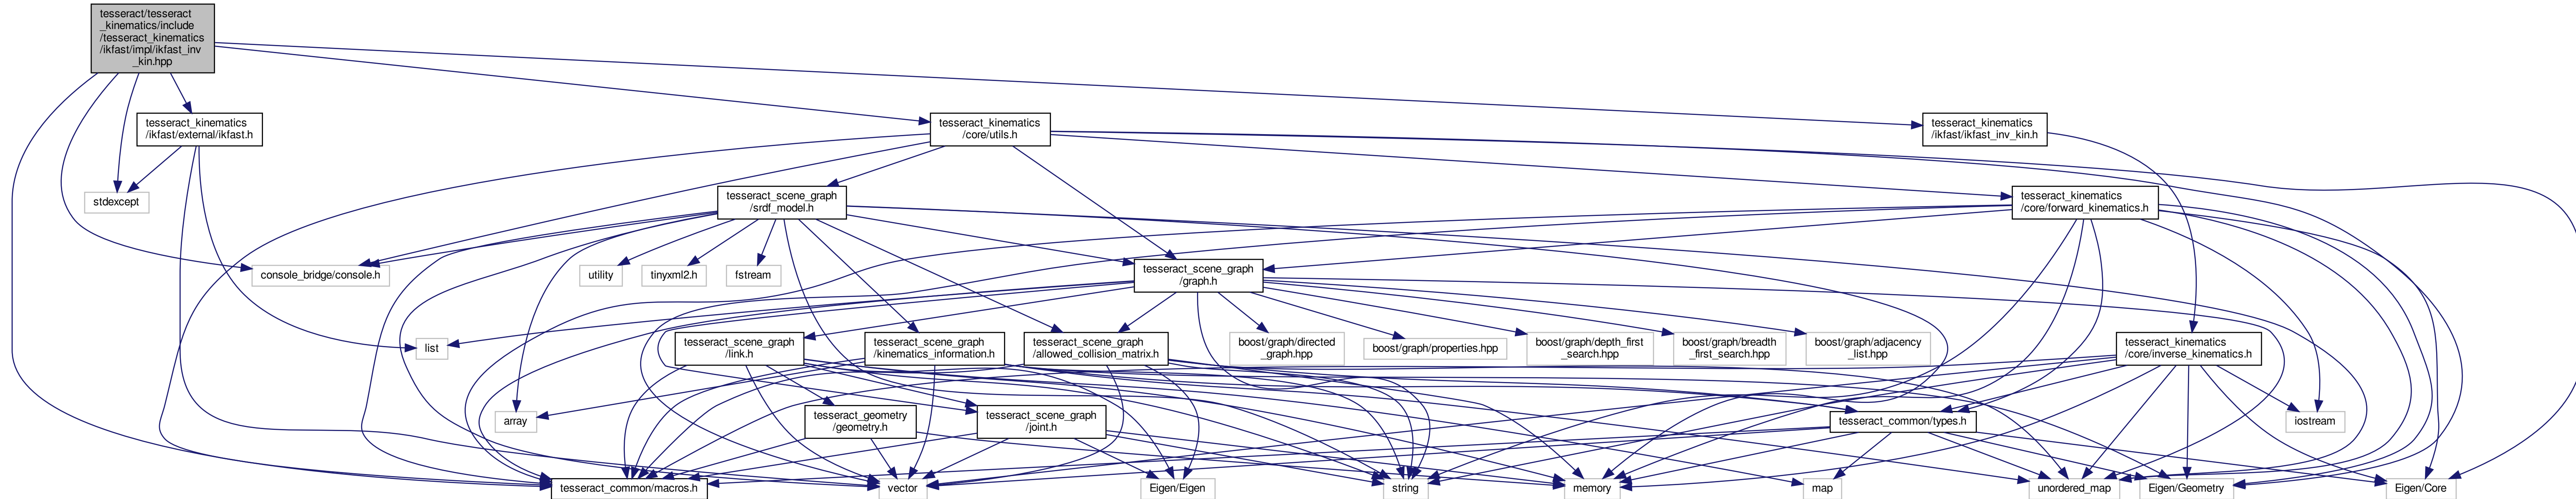 tesseract/tesseract
_kinematics/include
/tesseract_kinematics
/ikfast/impl/ikfast_inv
_kin.hpp
tesseract_kinematics
/ikfast/external/ikfast.h
tesseract_kinematics
/core/utils.h
tesseract_kinematics
/ikfast/ikfast_inv_kin.h
stdexcept
tesseract_scene_graph
/srdf_model.h
tesseract_kinematics
/core/forward_kinematics.h
console_bridge/console.h
utility
tinyxml2.h
fstream
tesseract_scene_graph
/graph.h
list
tesseract_scene_graph
/link.h
tesseract_scene_graph
/kinematics_information.h
tesseract_scene_graph
/allowed_collision_matrix.h
boost/graph/directed
_graph.hpp
boost/graph/properties.hpp
boost/graph/depth_first
_search.hpp
boost/graph/breadth
_first_search.hpp
boost/graph/adjacency
_list.hpp
tesseract_kinematics
/core/inverse_kinematics.h
array
tesseract_geometry
/geometry.h
tesseract_scene_graph
/joint.h
tesseract_common/types.h
iostream
tesseract_common/macros.h
vector
Eigen/Eigen
string
memory
map
unordered_map
Eigen/Geometry
Eigen/Core